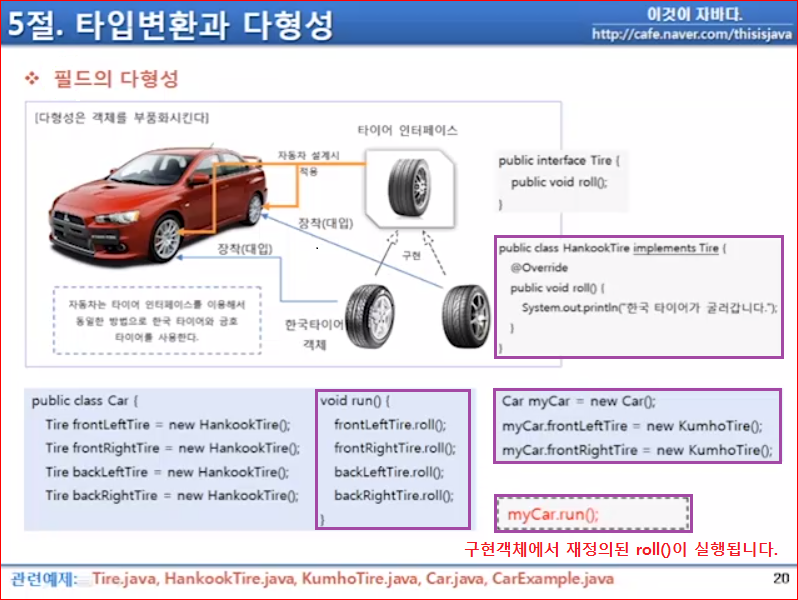 5절. 타입변환과 다형성
이것이 자바다.
http://cafe.naver.com/thisisjava
❖ 필드의 다형성
[다형성은 객체를 부품화시킨다]
타이어 인터페이스
자동차 설계시
적용
장착(대입)
장착(대입)
구현
한국타이어
객체
자동차는 타이어 인터페이스를 이용해서
동일한 방법으로 한국 타이어와 금호
타이어를 사용한다.
public interface Tire {
public void roll();
}
public class HankookTire implements Tire {
@Override
public void roll() {
System.out.println("한국 타이어가 굴러갑니다.");
}
}
public class Car {
Tire frontLeftTire = new HankookTire();
Tire frontRightTire = new HankookTire();
Tire backLeftTire = new HankookTire();
Tire backRightTire = new HankookTire();
void run() {
frontLeftTire.roll();
frontRightTire.roll();
backLeftTire.roll();
backRightTire.roll();
}
Car myCar = new Car();
myCar.frontLeftTire = new KumhoTire();
myCar.frontRightTire = new KumhoTire();
myCar.run();
구현객체에서 재정의된 roll()이 실행됩니다.
관련예제: Tire.java, HankookTire.java, KumhoTire.java, Car.java, CarExample.java
20